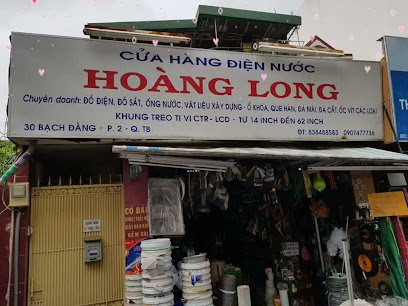 CỬA HÀNG ĐIỆN NƯỚC
HOÀNG LONG
Chuyên doanh: ĐỒ ĐIỆN, ĐỒ SẮT, ỐNG NƯỚC, VẬT LIỆU XÂY DỰNG - Ổ KHÓA, QUE HÀN, ĐÁ MÀI, ĐÁ CẮT, ỐC VÍT CÁC LOẠI
KHUNG TREO TI VI CTR - LCD - TỪ 14 INCH ĐẾN 62 INCH
30 BẠCH ĐẰNG - P. 2 - Q. TB
ĐT: 838488583 0907477736
CÓ BÁN